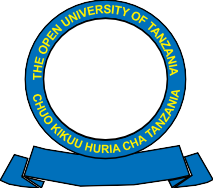 THE OPEN UNIVERSITY OF TANZANIA
CHUO KIKUU HURIA CHA TANZANIA